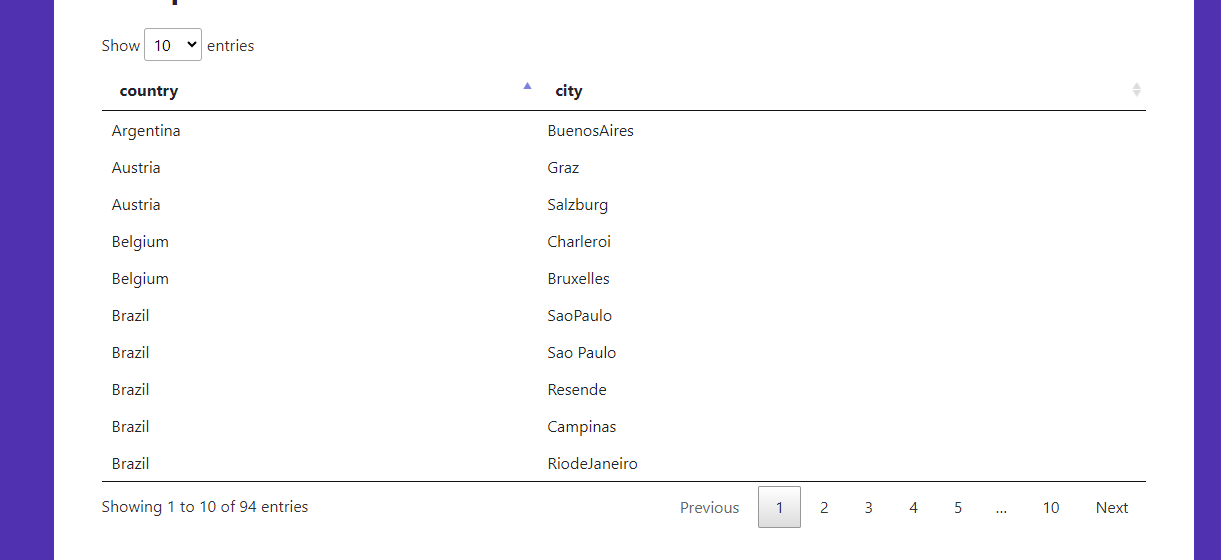 Show 10 entries
country city
Argentina BuenosAires
Austria Graz
Austria Salzburg
Belgium Charleroi
Belgium Bruxelles
Brazil SaoPaulo
Brazil Sao Paulo
Brazil Resende
Brazil Campinas
Brazil RiodeJaneiro
Showing 1 to 10 of 94 entries Previous 1 2 3 4 5 ... 10 Next